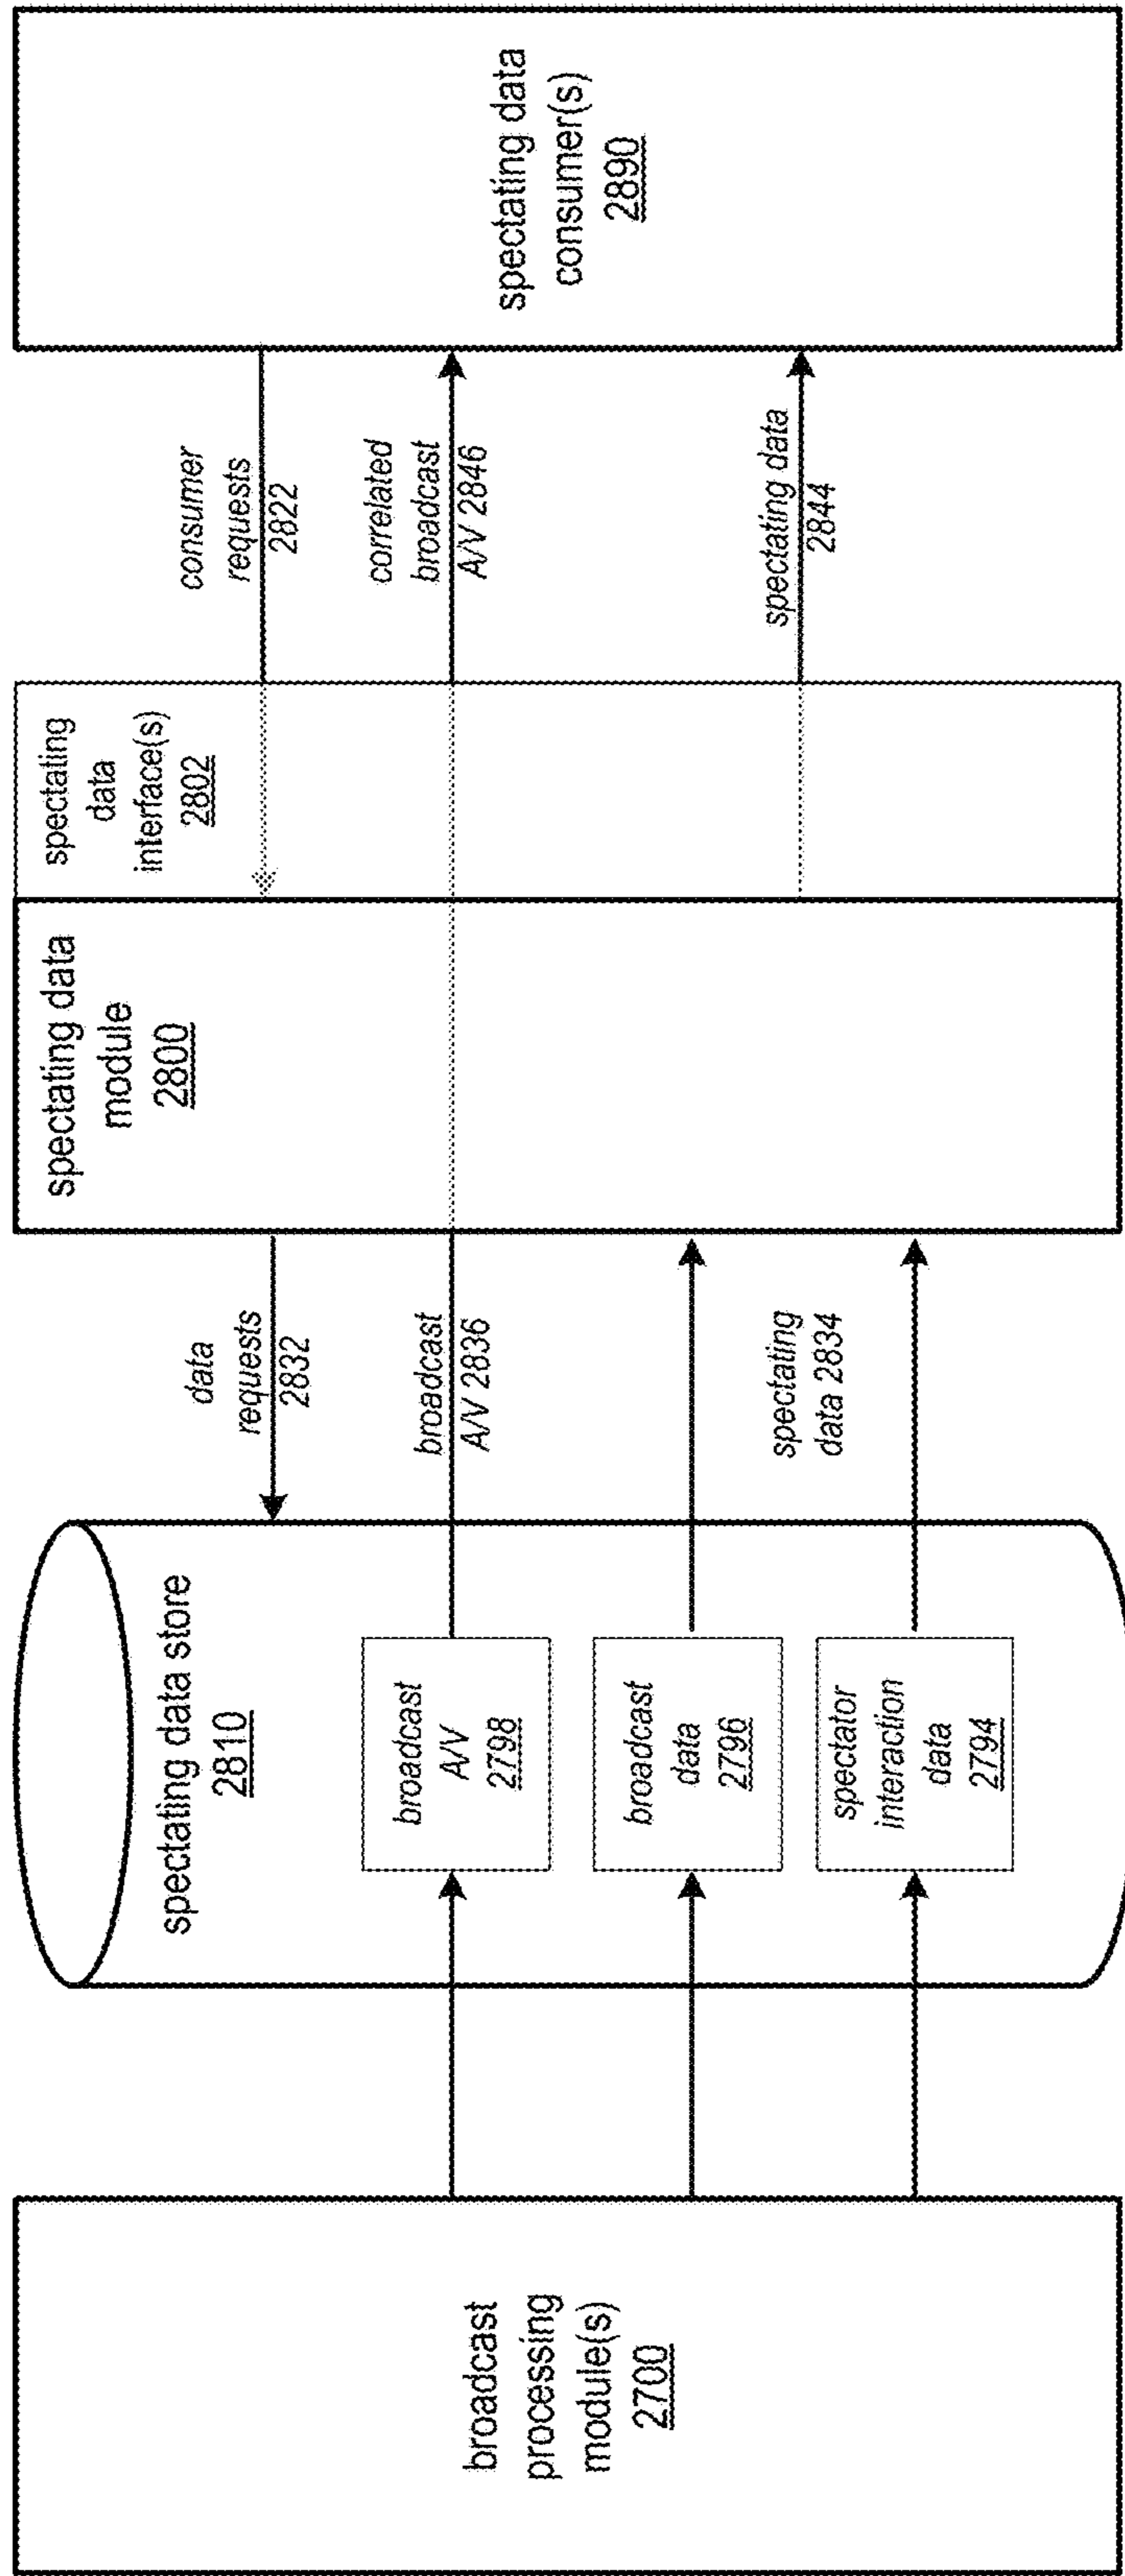 broadcast
processing
module(s)
2700
spectating data store
2810
broadcast
A/V
2798
broadcast
data
2796
spectator
interaction
data
2794
data
requests
2832
broadcast
A/V 2836
spectating
data 2834
spectating data
module
2800
spectating
data
interface(s)
2802
consumer
requests
2822
correlated
broadcast
A/V 2846
spectating data
2844
spectating data
consumer(s)
2890